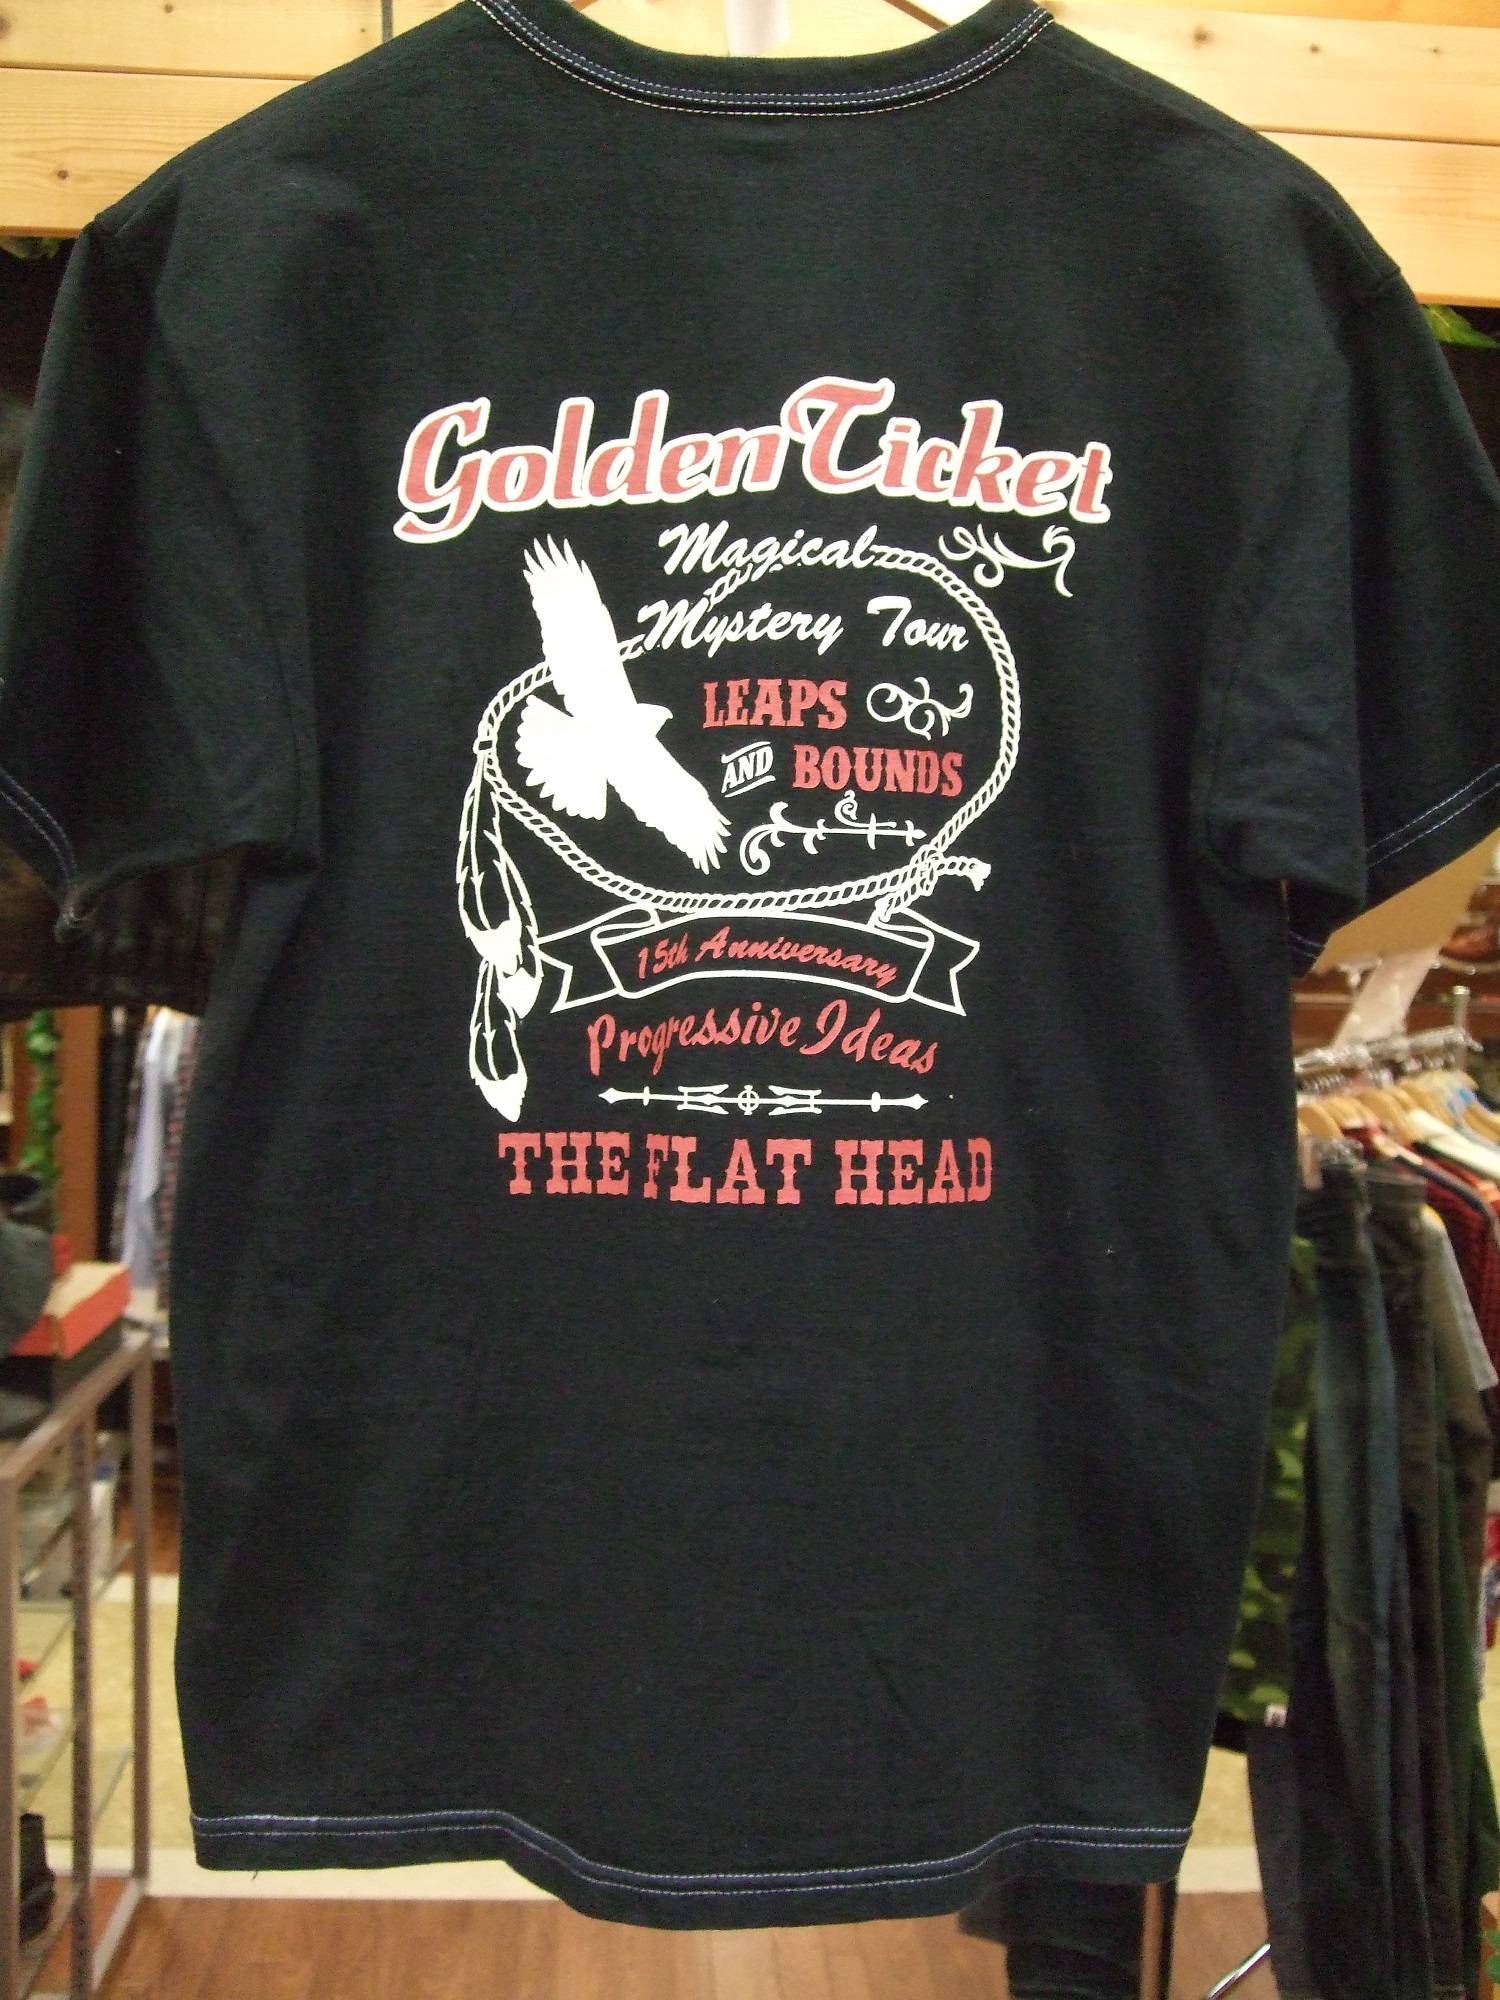 Golden Ticket
Magical
Mystery Tour
LEAPS
AND BOUNDS
15th Anniversary
Progressive Ideas
THE FLAT HEAD